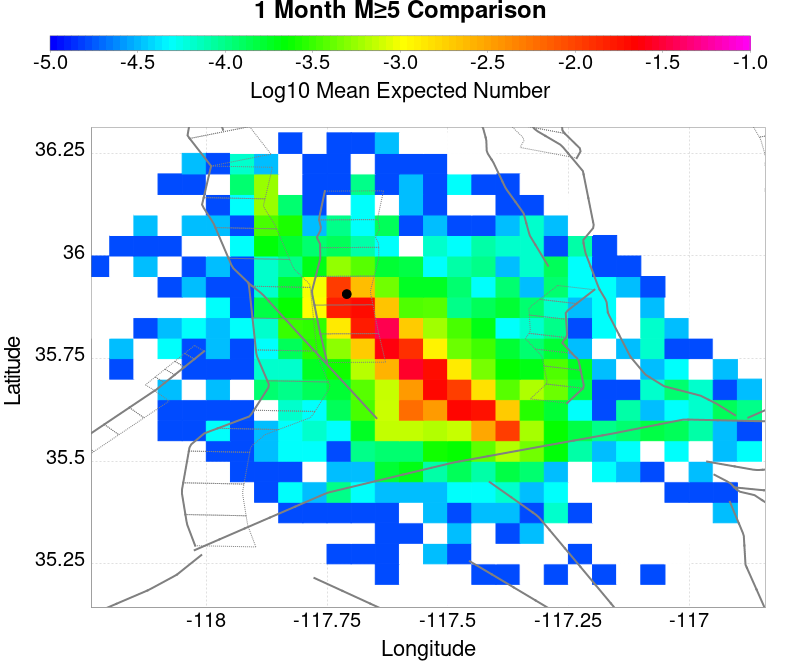 1 Month M≥5 Comparison
-5.0 -4.5 -4.0 -3.5 -3.0 -2.5 -2.0 -1.5 -1.0
Log10 Mean Expected Number
36.25
36
35.75
35.5
35.25
Latitude
-118 -117.75 -117.5 -117.25 -117
Longitude